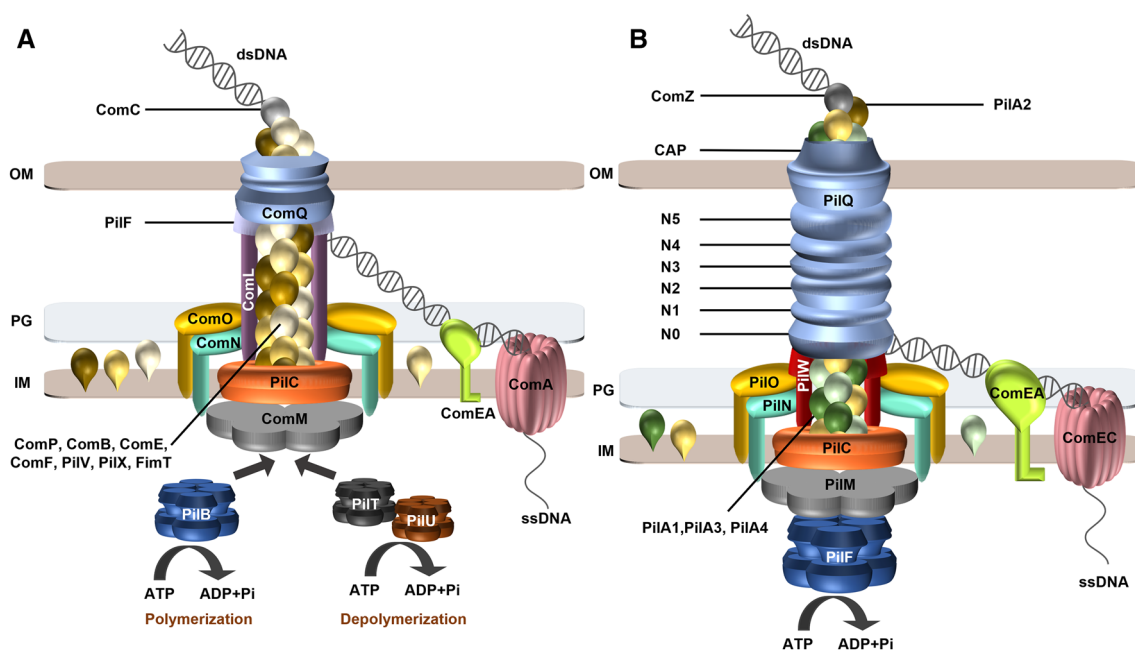 A
dsDNA
ComC
OM
ComQ
PilF
ComL
PG
ComO
ComN
IM
PilC
ComA
ComEA
ComM
ComP, ComB, ComE,
ComF, PilV, PilX, FimT
PilB
PilT
PilU
ssDNA
ATP
ADP+Pi
ATP
ADP+Pi
Polymerization
Depolymerization
B
dsDNA
ComZ
PilA2
CAP
OM
PilQ
N5
N4
N3
N2
N1
N0
PilW
PG
PilO
PilN
ComEA
IM
PilC
ComEC
PilM
PilA1,PilA3, PilA4
PilF
ssDNA
ATP
ADP+Pi